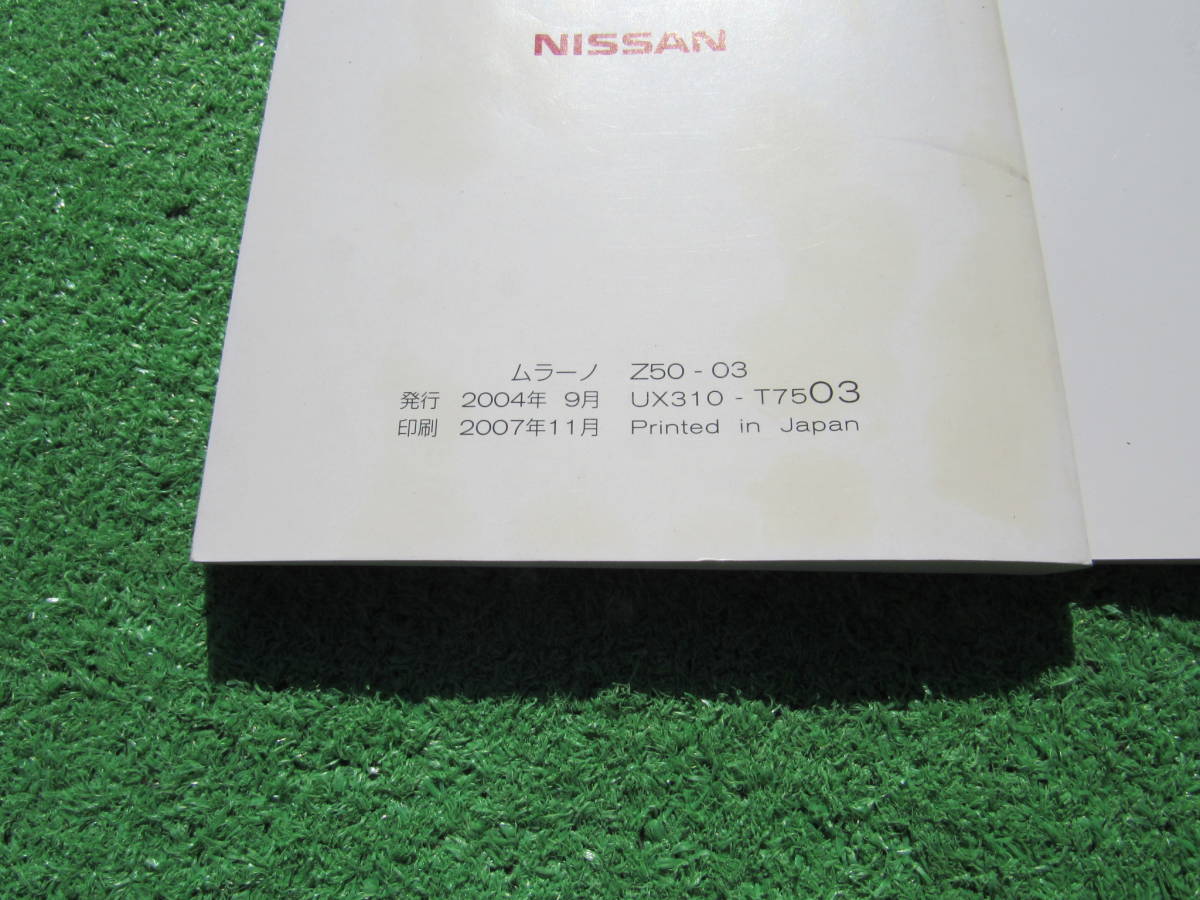 NISSAN
ムラーノ Z50 - 03
発行 2004年 9月 UX310 - T7503
印刷 2007年11月 Printed in Japan